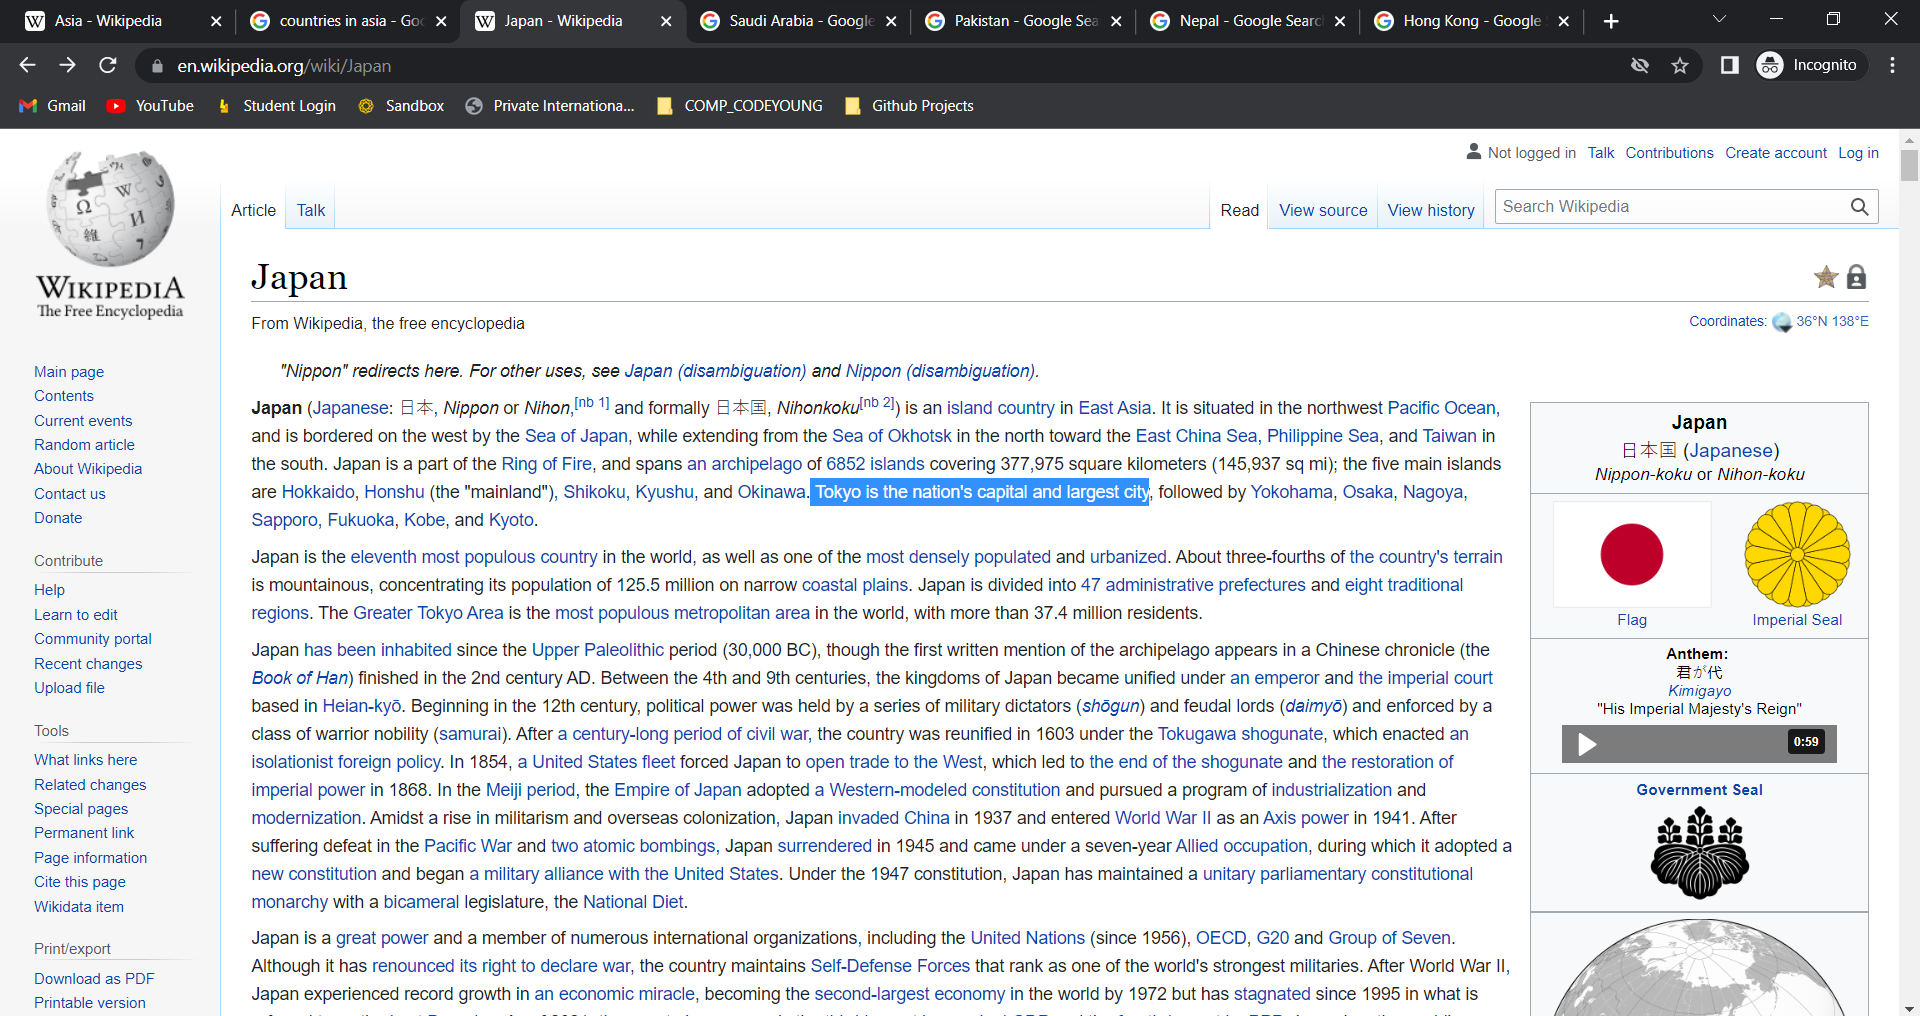 Asia - Wikipedia
countries in asia - Goo
Japan - Wikipedia
Saudi Arabia - Google
Pakistan - Google Sea
Nepal - Google Searc
Hong Kong - Google
en.wikipedia.org/wiki/Japan
Incognito
Gmail
YouTube
Student Login
Sandbox
Private Internationa...
COMP_CODEYOUNG
Github Projects
Not logged in Talk Contributions Create account Log in
Article Talk
Read View source View history
Search Wikipedia
WIKIPEDIA
The Free Encyclopedia
Main page
Contents
Current events
Random article
About Wikipedia
Contact us
Donate
Contribute
Help
Learn to edit
Community portal
Recent changes
Upload file
Tools
What links here
Related changes
Special pages
Permanent link
Page information
Cite this page
Wikidata item
Print/export
Download as PDF
Printable version
Japan
From Wikipedia, the free encyclopedia
Coordinates: 36°N 138°E
"Nippon" redirects here. For other uses, see Japan (disambiguation) and Nippon (disambiguation).
Japan (Japanese: 日本, Nippon or Nihon,[nb 1] and formally 日本国, Nihonkoku[nb 2]) is an island country in East Asia. It is situated in the northwest Pacific Ocean,
and is bordered on the west by the Sea of Japan, while extending from the Sea of Okhotsk in the north toward the East China Sea, Philippine Sea, and Taiwan in
the south. Japan is a part of the Ring of Fire, and spans an archipelago of 6852 islands covering 377,975 square kilometers (145,937 sq mi); the five main islands
are Hokkaido, Honshu (the "mainland"), Shikoku, Kyushu, and Okinawa. Tokyo is the nation's capital and largest city, followed by Yokohama, Osaka, Nagoya,
Sapporo, Fukuoka, Kobe, and Kyoto.
Japan is the eleventh most populous country in the world, as well as one of the most densely populated and urbanized. About three-fourths of the country's terrain
is mountainous, concentrating its population of 125.5 million on narrow coastal plains. Japan is divided into 47 administrative prefectures and eight traditional
regions. The Greater Tokyo Area is the most populous metropolitan area in the world, with more than 37.4 million residents.
Japan has been inhabited since the Upper Paleolithic period (30,000 BC), though the first written mention of the archipelago appears in a Chinese chronicle (the
Book of Han) finished in the 2nd century AD. Between the 4th and 9th centuries, the kingdoms of Japan became unified under an emperor and the imperial court
based in Heian-kyō. Beginning in the 12th century, political power was held by a series of military dictators (shōgun) and feudal lords (daimyō) and enforced by a
class of warrior nobility (samurai). After a century-long period of civil war, the country was reunified in 1603 under the Tokugawa shogunate, which enacted an
isolationist foreign policy. In 1854, a United States fleet forced Japan to open trade to the West, which led to the end of the shogunate and the restoration of
imperial power in 1868. In the Meiji period, the Empire of Japan adopted a Western-modeled constitution and pursued a program of industrialization and
modernization. Amidst a rise in militarism and overseas colonization, Japan invaded China in 1937 and entered World War II as an Axis power in 1941. After
suffering defeat in the Pacific War and two atomic bombings, Japan surrendered in 1945 and came under a seven-year Allied occupation, during which it adopted a
new constitution and began a military alliance with the United States. Under the 1947 constitution, Japan has maintained a unitary parliamentary constitutional
monarchy with a bicameral legislature, the National Diet.
Japan is a great power and a member of numerous international organizations, including the United Nations (since 1956), OECD, G20 and Group of Seven.
Although it has renounced its right to declare war, the country maintains Self-Defense Forces that rank as one of the world's strongest militaries. After World War II,
Japan experienced record growth in an economic miracle, becoming the second-largest economy in the world by 1972 but has stagnated since 1995 in what is
Japan
日本国 (Japanese)
Nippon-koku or Nihon-koku
Flag
Imperial Seal
Anthem:
君が代
Kimigayo
"His Imperial Majesty's Reign"
0:59
Government Seal